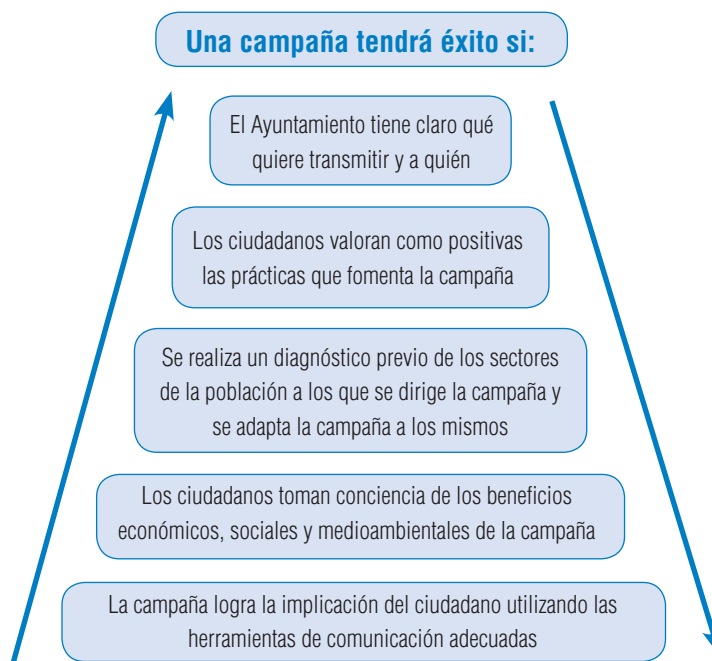 Una campaña tendrá éxito si:
El Ayuntamiento tiene claro qué
quiere transmitir y a quién
Los ciudadanos valoran como positivas
las prácticas que fomenta la campaña
Se realiza un diagnóstico previo de los sectores
de la población a los que se dirige la campaña y
se adapta la campaña a los mismos
Los ciudadanos toman conciencia de los beneficios
económicos, sociales y medioambientales de la campaña
La campaña logra la implicación del ciudadano utilizando las
herramientas de comunicación adecuadas